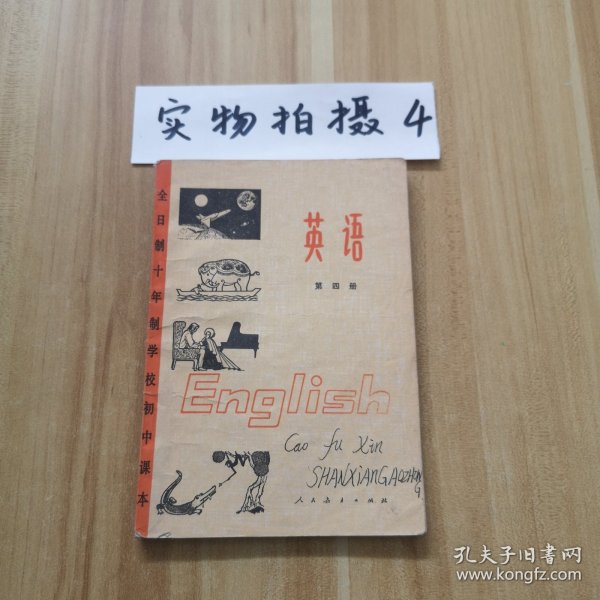 实物拍摄 4
全日制十年制学校初中课本
英语
第四册
English
Cao fu Xin
SHANXiANGAOZHONG
人民教育出版社
孔夫子旧书网
www.kongfz.com